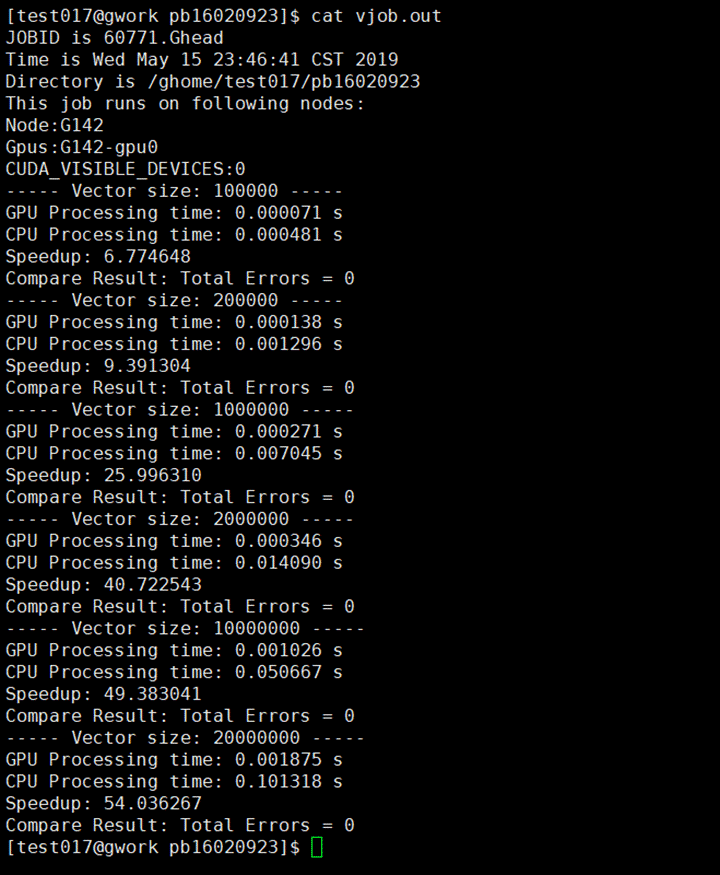 [test017@gwork pb16020923]$ cat vjob.out
JOBID is 60771.Ghead
Time is Wed May 15 23:46:41 CST 2019
Directory is /ghome/test017/pb16020923
This job runs on following nodes:
Node:G142
Gpus:G142-gpu0
CUDA_VISIBLE_DEVICES:0
----- Vector size: 100000 -----
GPU Processing time: 0.000071 s
CPU Processing time: 0.000481 s
Speedup: 6.774648
Compare Result: Total Errors = 0
----- Vector size: 200000 -----
GPU Processing time: 0.000138 s
CPU Processing time: 0.001296 s
Speedup: 9.391304
Compare Result: Total Errors = 0
----- Vector size: 1000000 -----
GPU Processing time: 0.000271 s
CPU Processing time: 0.007045 s
Speedup: 25.996310
Compare Result: Total Errors = 0
----- Vector size: 2000000 -----
GPU Processing time: 0.000346 s
CPU Processing time: 0.014090 s
Speedup: 40.722543
Compare Result: Total Errors = 0
----- Vector size: 10000000 -----
GPU Processing time: 0.001026 s
CPU Processing time: 0.050667 s
Speedup: 49.383041
Compare Result: Total Errors = 0
----- Vector size: 20000000 -----
GPU Processing time: 0.001875 s
CPU Processing time: 0.101318 s
Speedup: 54.036267
Compare Result: Total Errors = 0
[test017@gwork pb16020923]$